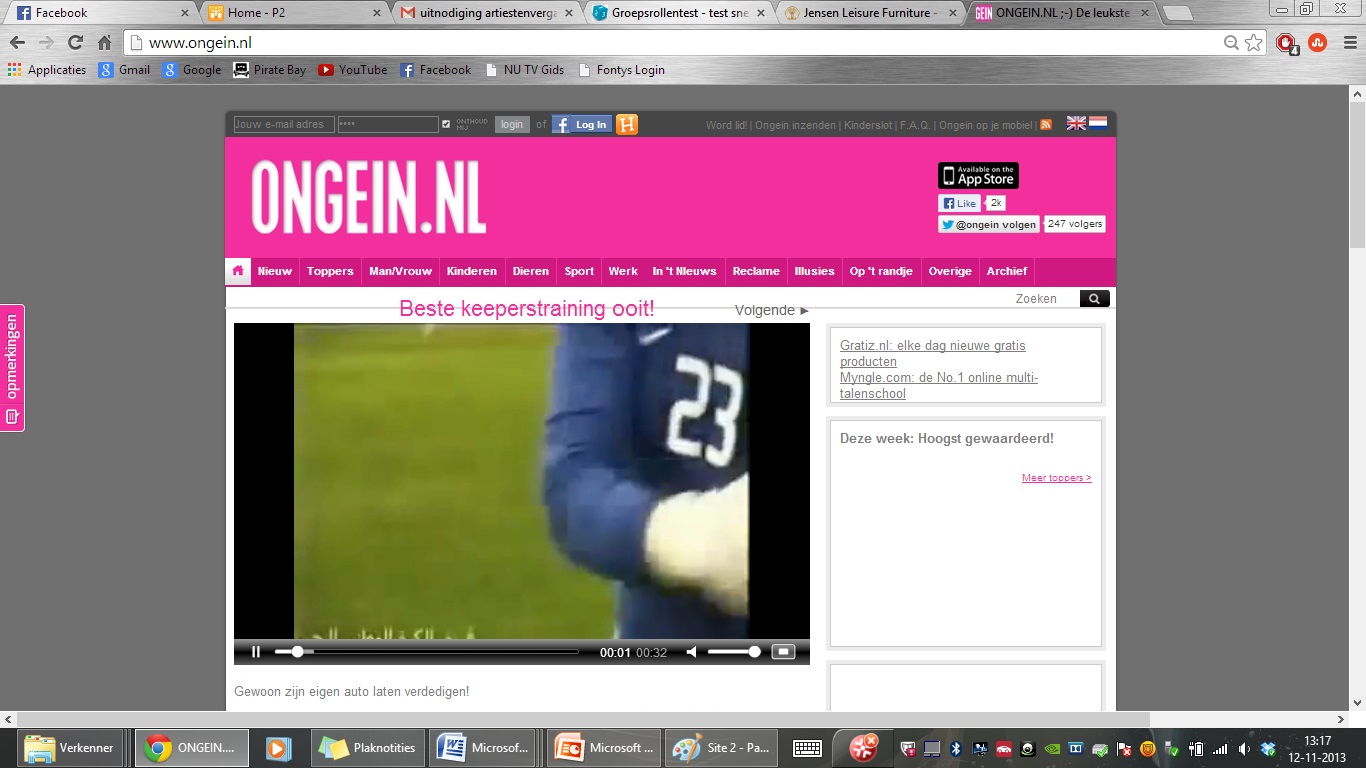 Facebook
Home - P2
uitnodiging artiestenverga
Groepsrollentest - test sne
Jensen Leisure Furniture -
ONGEIN.NL ;-) De leukste
www.ongein.nl
4
Applicaties
Gmail
Google
Pirate Bay
YouTube
Facebook
NU TV Gids
Fontys Login
Jouw e-mail adres
••••
ONTHOUD
MIJ
login
of
Log In
Word lid! | Ongein inzenden | Kinderslot | F.A.Q. | Ongein op je mobiel |
ONGEIN.NL
Available on the
App Store
Like
2k
@ongein volgen
247 volgers
Nieuw
Toppers
Man/Vrouw
Kinderen
Dieren
Sport
Werk
In 't NIeuws
Reclame
Illusies
Op 't randje
Overige
Archief
Zoeken
Beste keeperstraining ooit!
Volgende ►
opmerkingen
23
Gratiz.nl: elke dag nieuwe gratis
producten
Myngle.com: de No.1 online multi-
talenschool
Deze week: Hoogst gewaardeerd!
Meer toppers >
00:01 00:32
Gewoon zijn eigen auto laten verdedigen!
Verkenner
ONGEIN....
Plaknotities
Microsof...
Microsoft ...
Site 2 - Pa...
13:17
12-11-2013